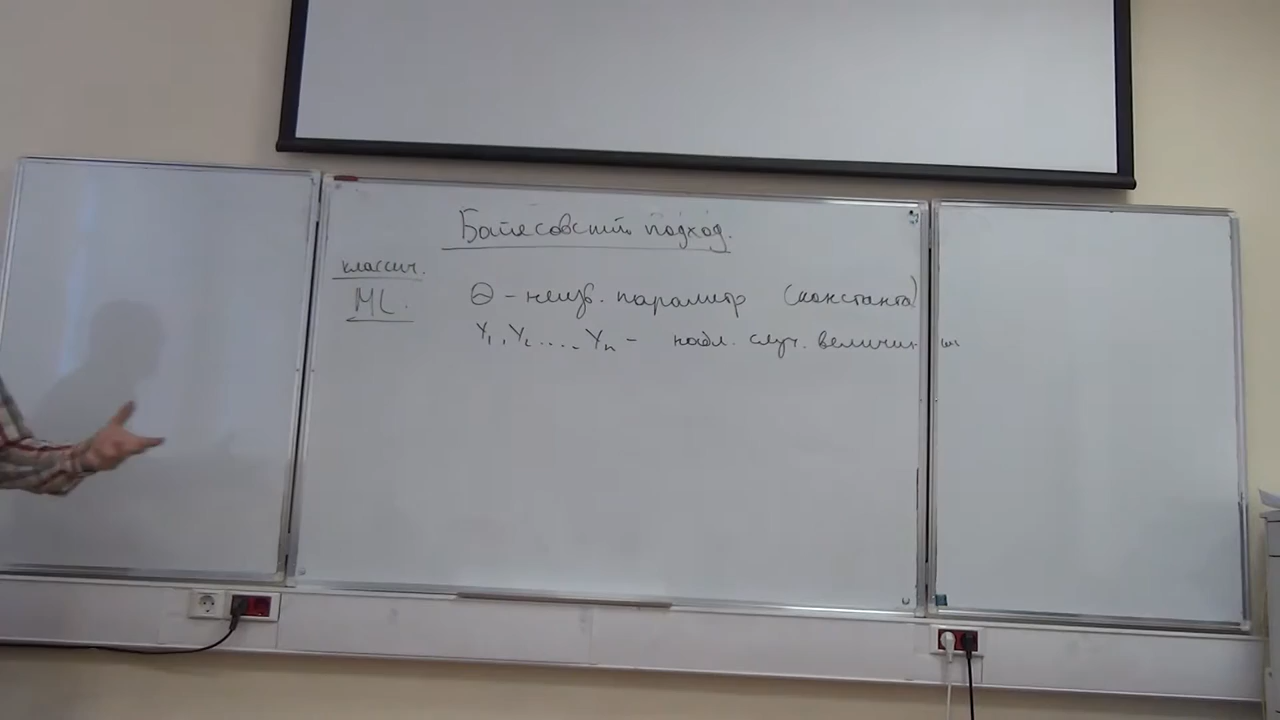 Байесовский подход.
классич.
ML.
Θ – неизв. параметр (константа)
Y₁, Y₂, ...., Yₙ – набл. случ. величины